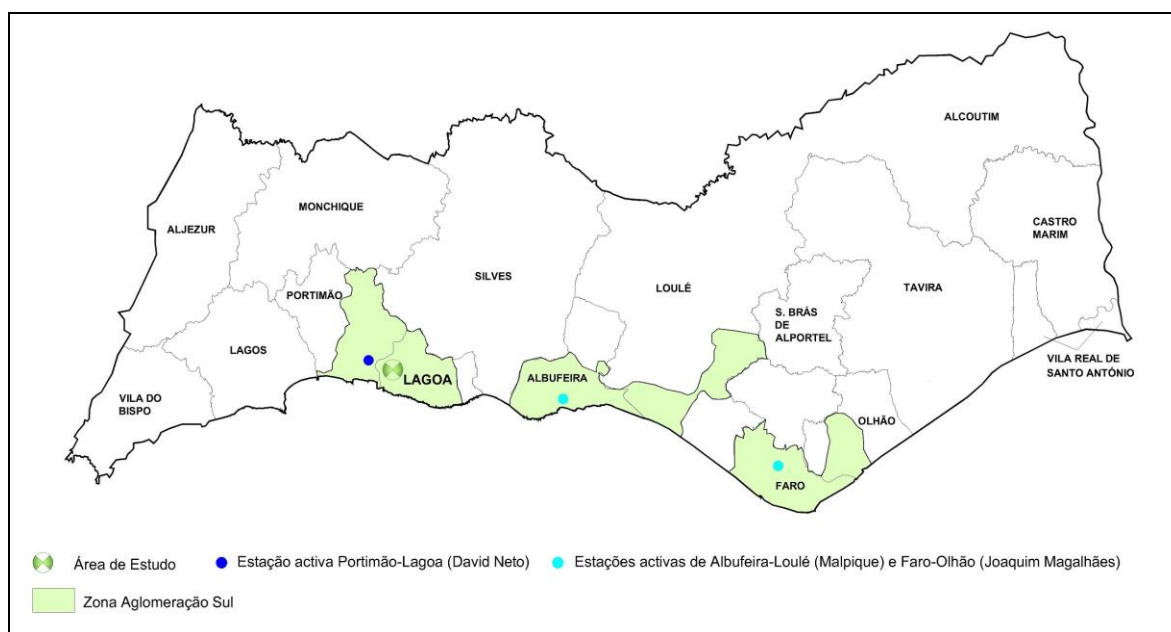 ALCOUTIM
MONCHIQUE
CASTRO
MARIM
ALJEZUR
SILVES
LOULÉ
TAVIRA
PORTIMÃO
S. BRÁS
DE
ALPORTEL
LAGOS
VILA REAL DE
SANTO ANTÓNIO
LAGOA
ALBUFEIRA
VILA DO
BISPO
OLHÃO
FARO
Área de Estudo
Estação activa Portimão-Lagoa (David Neto)
Estações activas de Albufeira-Loulé (Malpique) e Faro-Olhão (Joaquim Magalhães)
Zona Aglomeração Sul